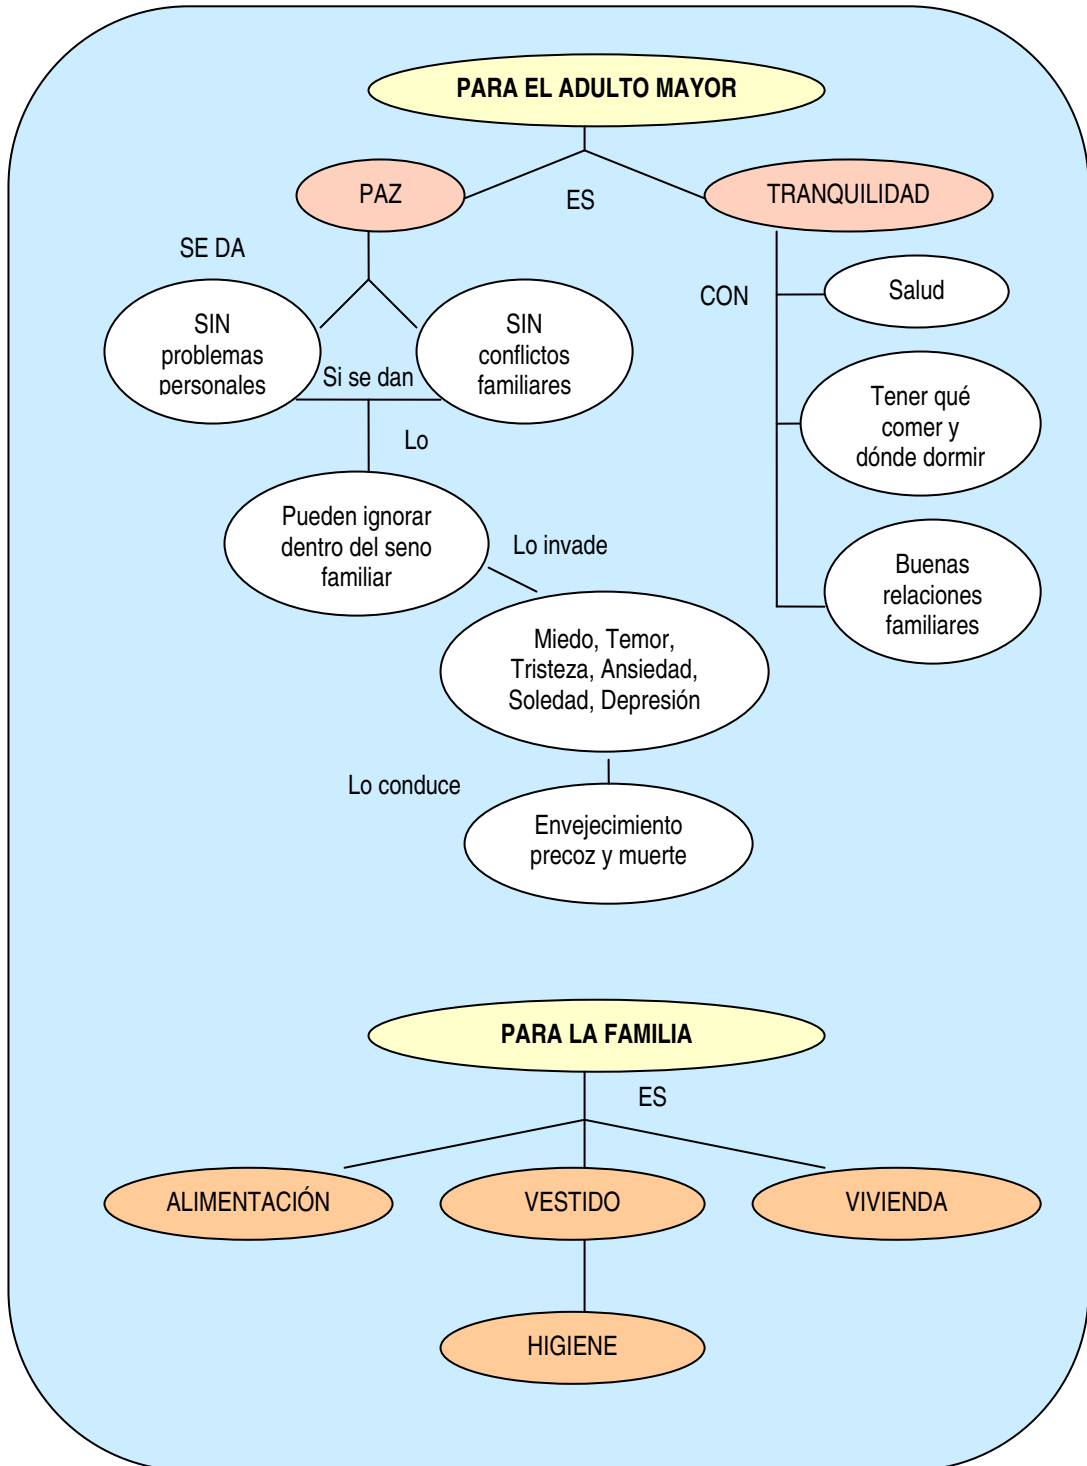 PARA EL ADULTO MAYOR
PAZ
ES
TRANQUILIDAD
SE DA
CON
Salud
SIN
problemas
personales
SIN
conflictos
familiares
Si se dan
Tener qué
comer y
dónde dormir
Lo
Pueden ignorar
dentro del seno
familiar
Lo invade
Buenas
relaciones
familiares
Miedo, Temor,
Tristeza, Ansiedad,
Soledad, Depresión
Lo conduce
Envejecimiento
precoz y muerte
PARA LA FAMILIA
ES
ALIMENTACIÓN
VESTIDO
VIVIENDA
HIGIENE